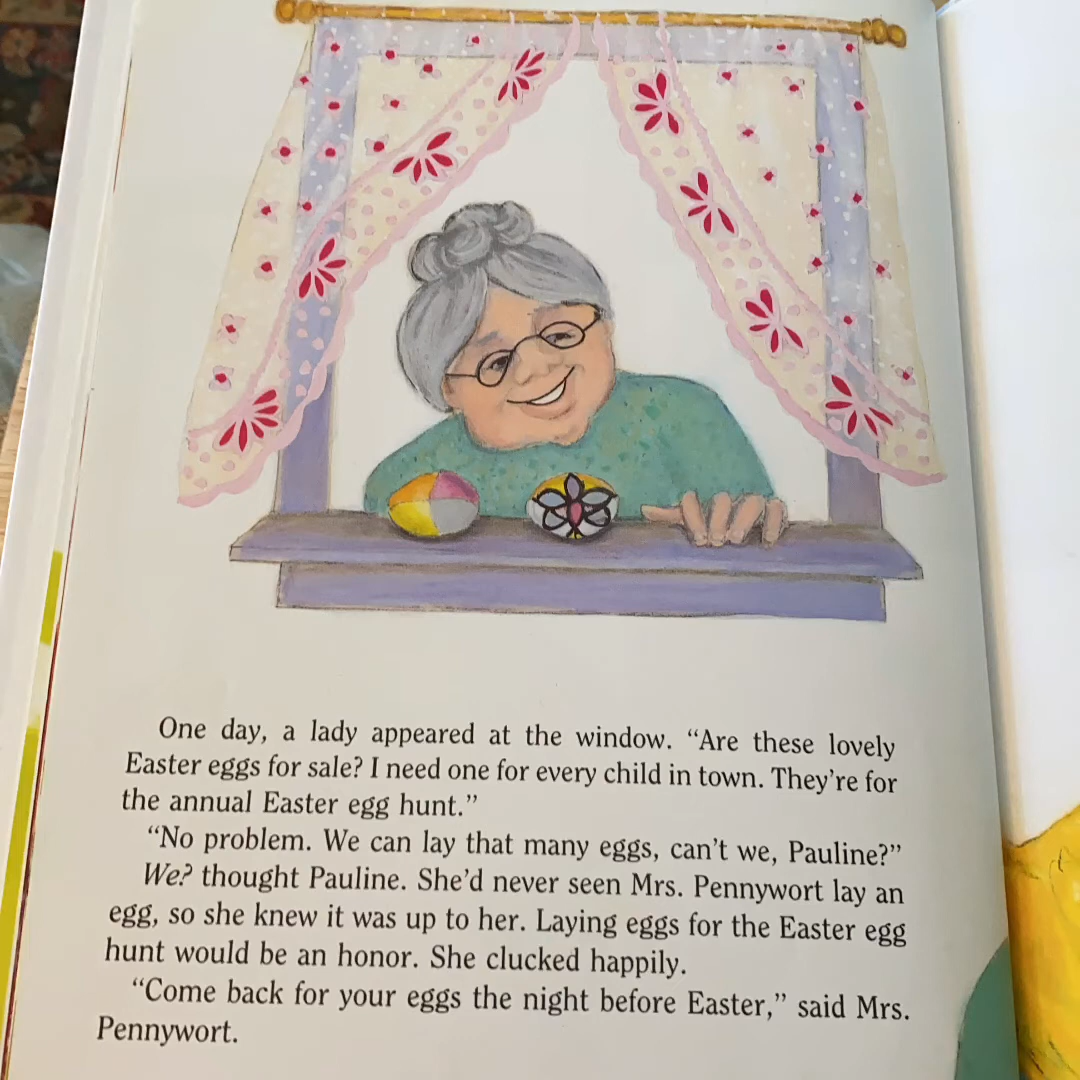 One day, a lady appeared at the window. “Are these lovely
Easter eggs for sale? I need one for every child in town. They’re for
the annual Easter egg hunt.”
“No problem. We can lay that many eggs, can’t we, Pauline?”
We? thought Pauline. She’d never seen Mrs. Pennywort lay an
egg, so she knew it was up to her. Laying eggs for the Easter egg
hunt would be an honor. She clucked happily.
“Come back for your eggs the night before Easter,” said Mrs.
Pennywort.